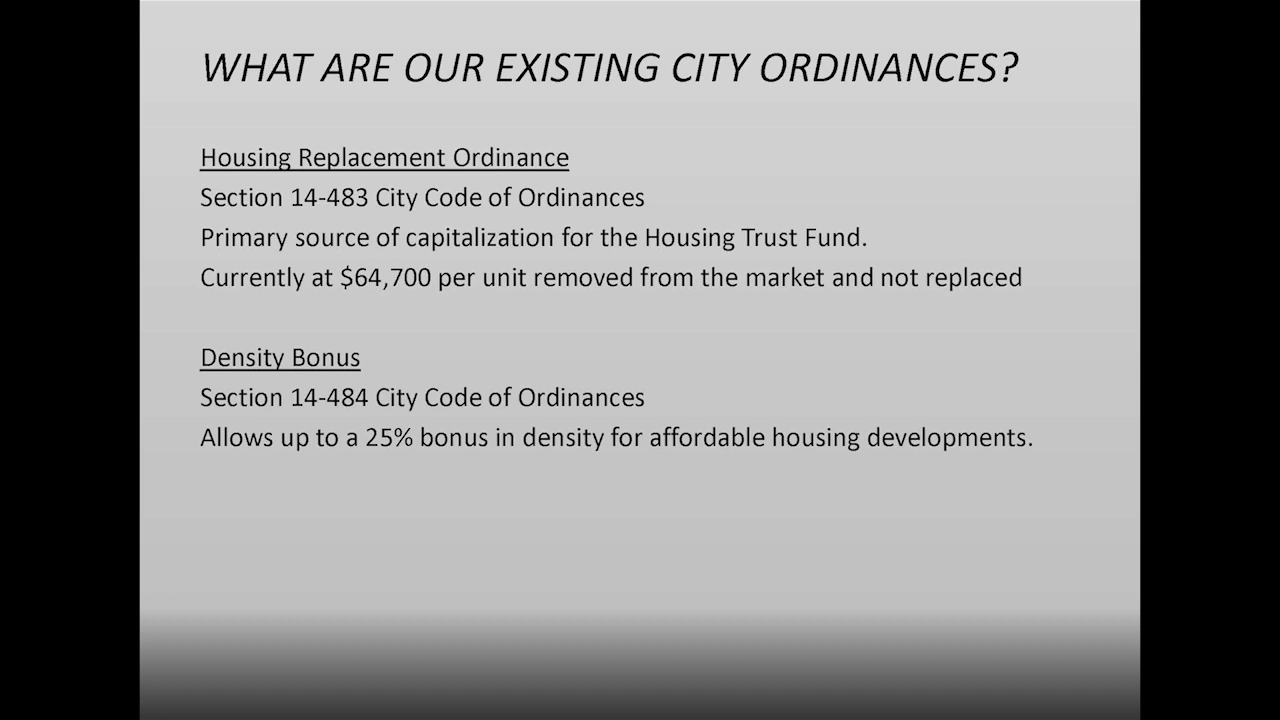 WHAT ARE OUR EXISTING CITY ORDINANCES?
Housing Replacement Ordinance
Section 14-483 City Code of Ordinances
Primary source of capitalization for the Housing Trust Fund.
Currently at $64,700 per unit removed from the market and not replaced
Density Bonus
Section 14-484 City Code of Ordinances
Allows up to a 25% bonus in density for affordable housing developments.